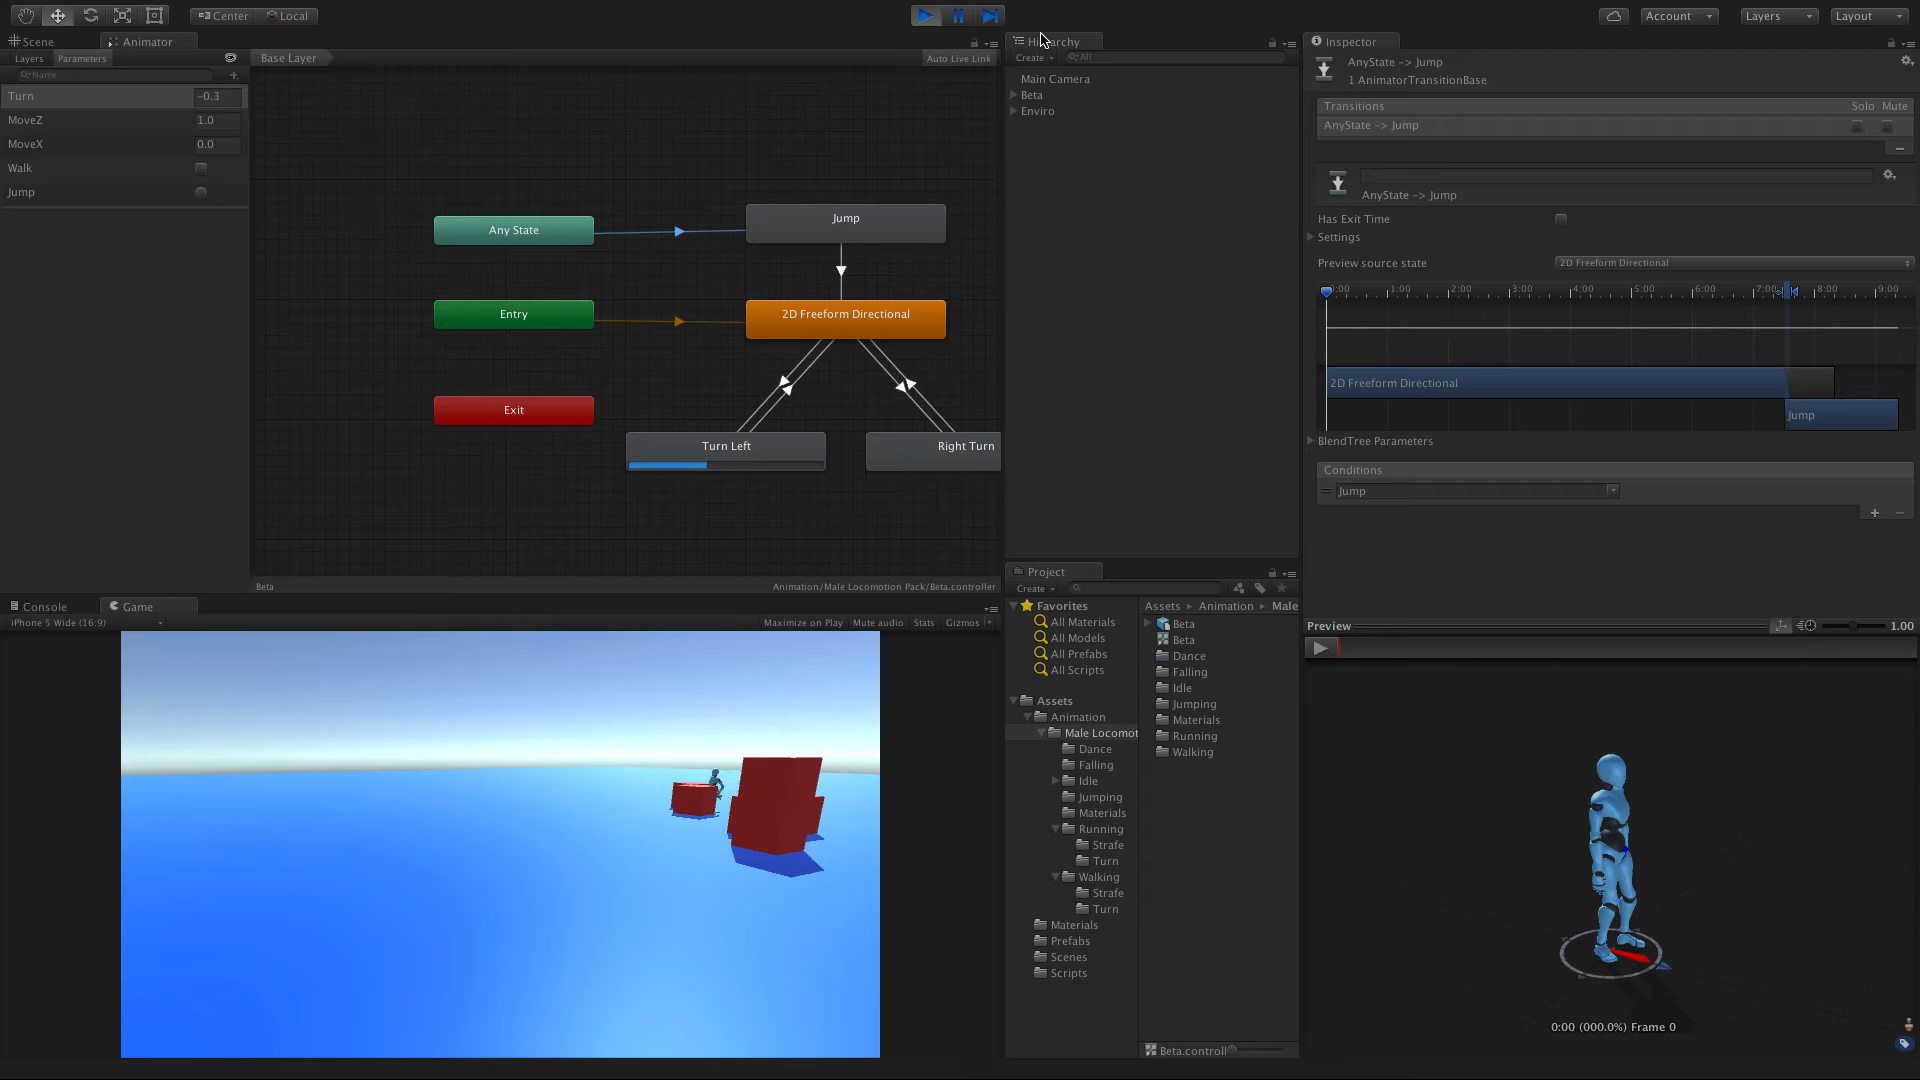 Center
Local
Account
Layers
Layout
Scene
Animator
Layers
Parameters
Name
Turn
-0.3
MoveZ
1.0
MoveX
0.0
Walk
Jump
Base Layer
Auto Live Link
Any State
Jump
Entry
2D Freeform Directional
Exit
Turn Left
Right Turn
Beta
Animation/Male Locomotion Pack/Beta.controller
Console
Game
iPhone 5 Wide (16:9)
Maximize on Play
Mute audio
Stats
Gizmos
Create
All
Main Camera
Beta
Enviro
Project
Create
Favorites
All Materials
All Models
All Prefabs
All Scripts
Assets
Animation
Male Locomot
Dance
Falling
Idle
Jumping
Materials
Running
Strafe
Turn
Walking
Strafe
Turn
Materials
Prefabs
Scenes
Scripts
Assets
Animation
Male
Beta
Beta
Dance
Falling
Idle
Jumping
Materials
Running
Walking
Beta.controll
Inspector
AnyState -> Jump
1 AnimatorTransitionBase
Transitions
Solo
Mute
AnyState -> Jump
AnyState -> Jump
Has Exit Time
Settings
Preview source state
2D Freeform Directional
:00
1:00
2:00
3:00
4:00
5:00
6:00
7:00
8:00
9:00
2D Freeform Directional
Jump
BlendTree Parameters
Conditions
Jump
Preview
1.00
0:00 (000.0%) Frame 0